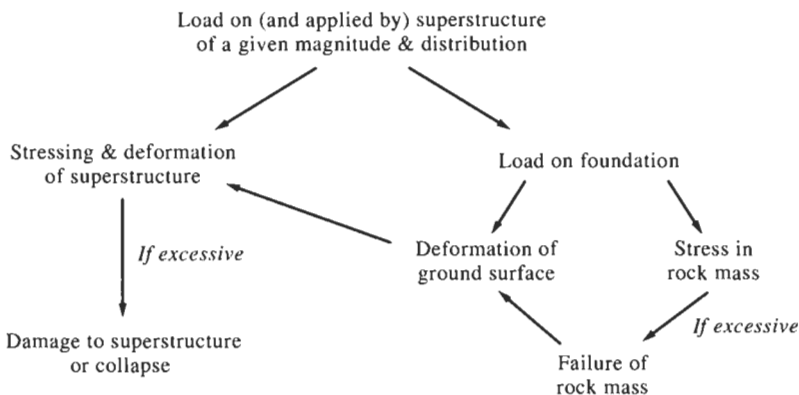 Load on (and applied by) superstructure
of a given magnitude & distribution
Stressing & deformation
of superstructure
Load on foundation
If excessive
Deformation of
ground surface
Stress in
rock mass
If excessive
Damage to superstructure
or collapse
Failure of
rock mass